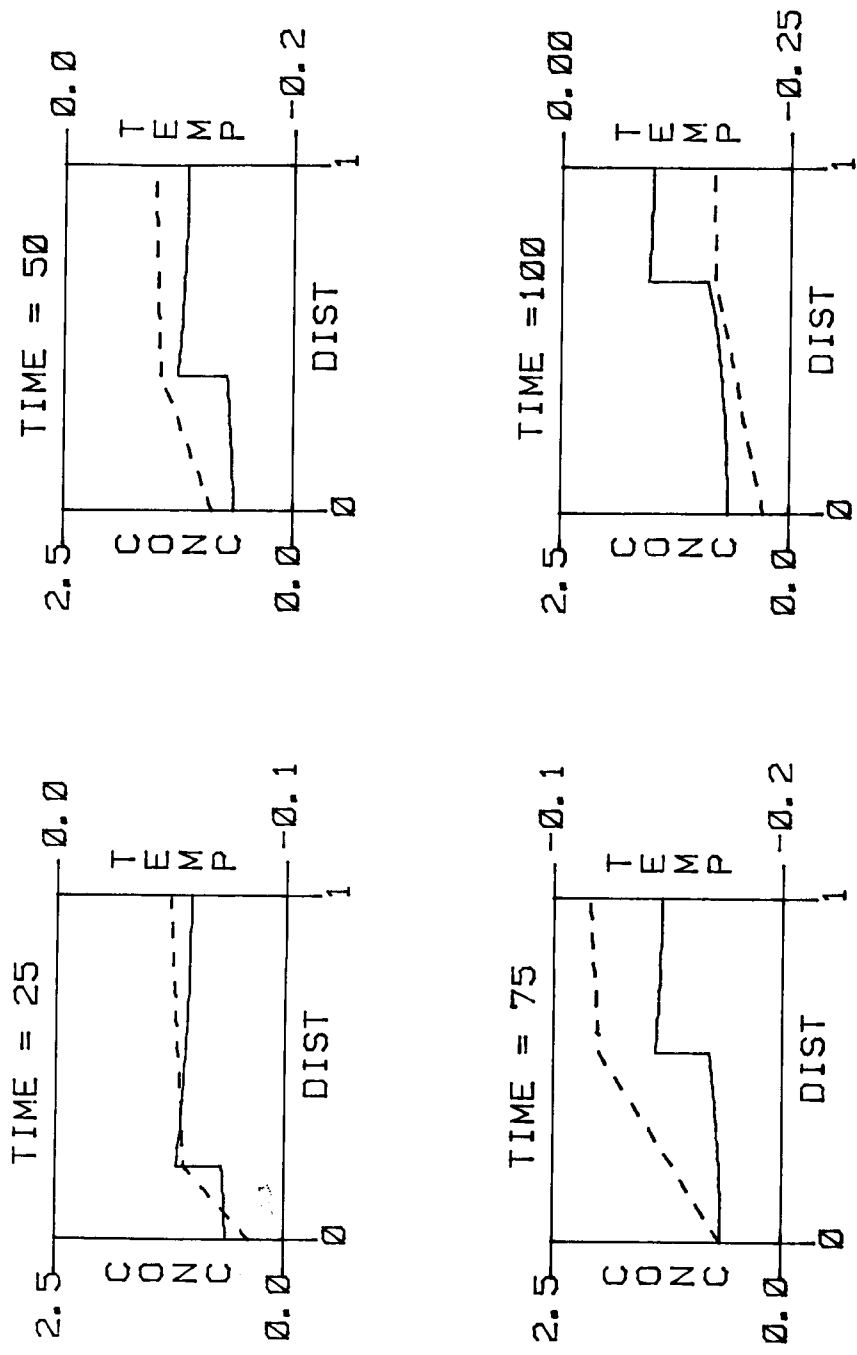 TIME = 25
2.5
CONC
0.0
0.0
TEMP
-0.1
0
DIST
1
TIME = 50
2.5
CONC
0.0
0.0
TEMP
-0.2
0
DIST
1
TIME = 75
2.5
CONC
0.0
-0.1
TEMP
-0.2
0
DIST
1
TIME =100
2.5
CONC
0.0
0.00
TEMP
-0.25
0
DIST
1